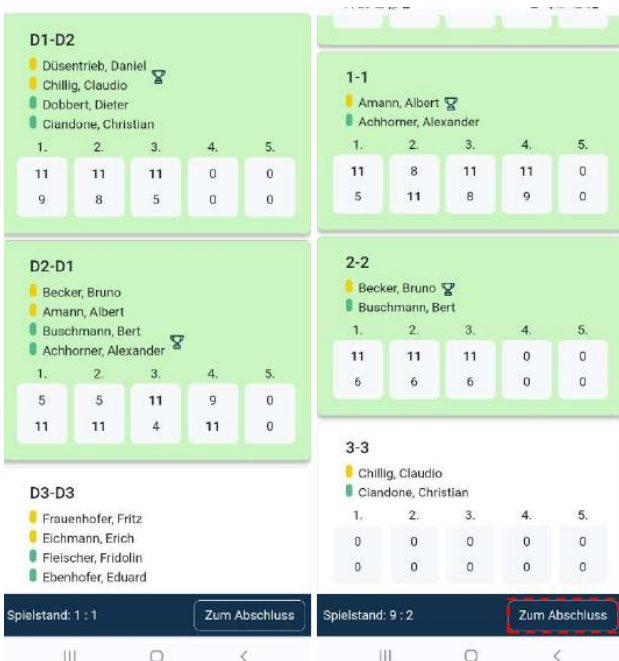 D1-D2
Düsentrieb, Daniel
Chillig, Claudio
Dobbert, Dieter
Ciandone, Christian
1. 2. 3. 4. 5.
11 11 11 0 0
9 8 5 0 0
D2-D1
Becker, Bruno
Amann, Albert
Buschmann, Bert
Achhorner, Alexander
1. 2. 3. 4. 5.
5 5 11 9 0
11 11 4 11 0
D3-D3
Frauenhofer, Fritz
Eichmann, Erich
Fleischer, Fridolin
Ebenhofer, Eduard
Spielstand: 1 : 1 Zum Abschluss
1-1
Amann, Albert
Achhorner, Alexander
1. 2. 3. 4. 5.
11 8 11 11 0
5 11 8 9 0
2-2
Becker, Bruno
Buschmann, Bert
1. 2. 3. 4. 5.
11 11 11 0 0
6 6 6 0 0
3-3
Chillig, Claudio
Ciandone, Christian
1. 2. 3. 4. 5.
0 0 0 0 0
0 0 0 0 0
Spielstand: 9 : 2 Zum Abschluss